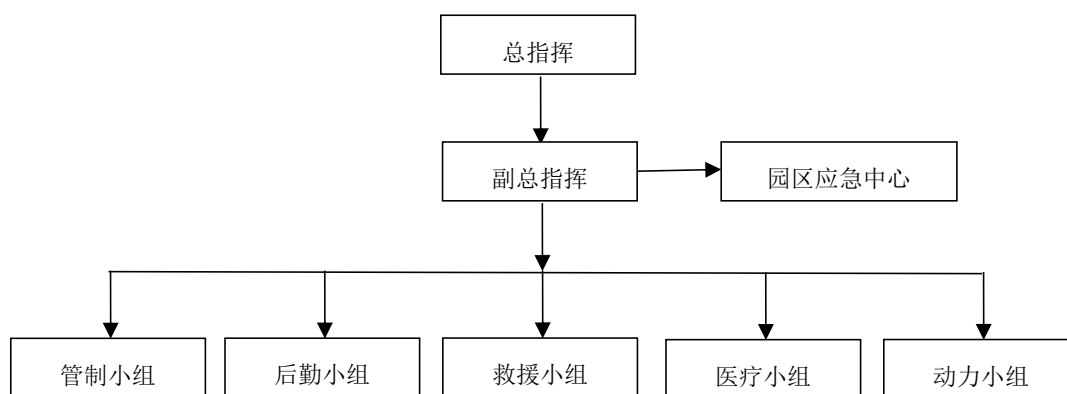 总指挥
副总指挥
园区应急中心
管制小组
后勤小组
救援小组
医疗小组
动力小组